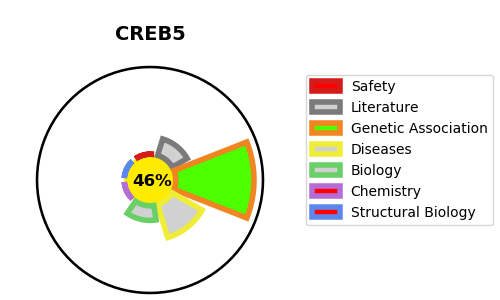 CREB5
46%
Safety
Literature
Genetic Association
Diseases
Biology
Chemistry
Structural Biology